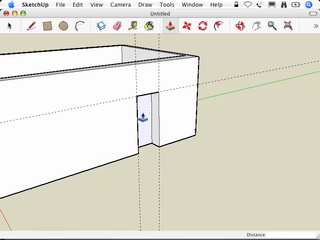 SketchUp File Edit View Camera Draw Tools Window Help
Untitled
Distance